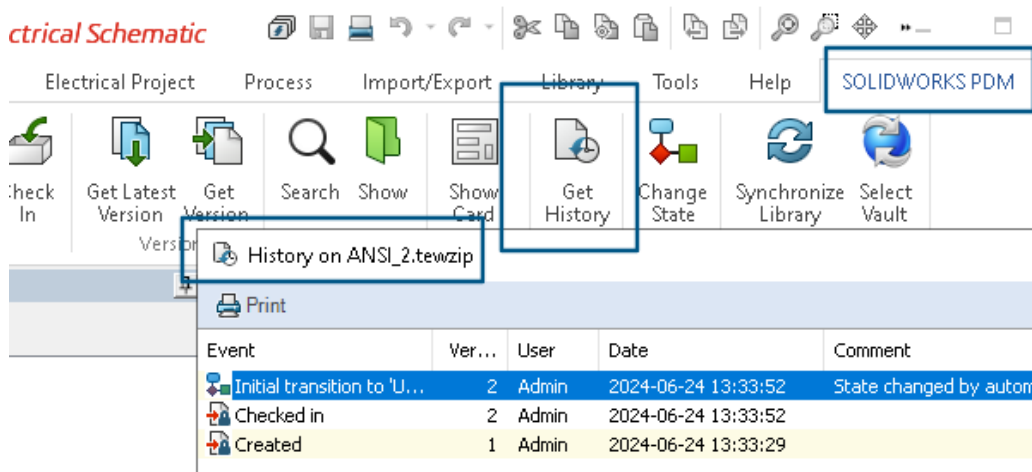 ctrical Schematic
Electrical Project Process Import/Export Library Tools Help SOLIDWORKS PDM
Check Get Latest Get Search Show Show Get Change Synchronize Select
In Version Version Card History State Library Vault
Versio
History on ANSI_2.tewzip
Print
Event Ver... User Date Comment
Initial transition to 'U... 2 Admin 2024-06-24 13:33:52 State changed by autom
Checked in 2 Admin 2024-06-24 13:33:52
Created 1 Admin 2024-06-24 13:33:29